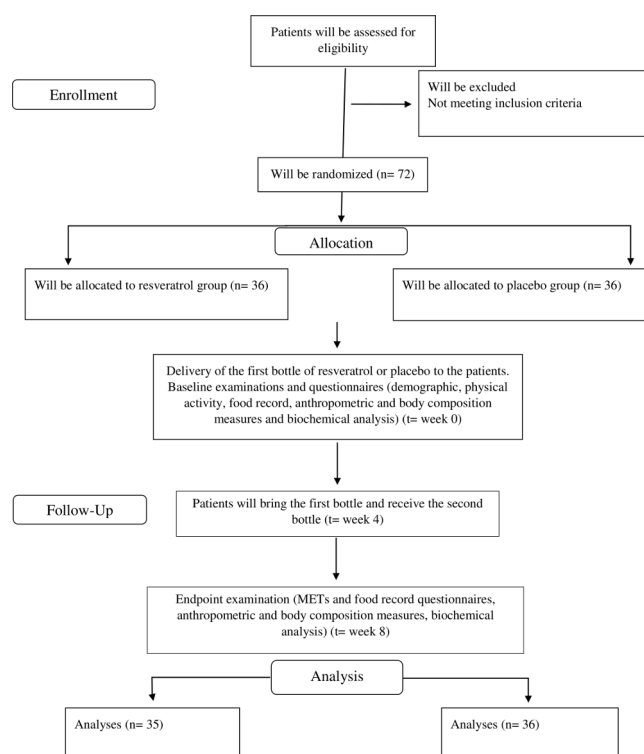 Patients will be assessed for
eligibility
Enrollment
Will be excluded
Not meeting inclusion criteria
Will be randomized (n= 72)
Allocation
Will be allocated to resveratrol group (n= 36)
Will be allocated to placebo group (n= 36)
Delivery of the first bottle of resveratrol or placebo to the patients.
Baseline examinations and questionnaires (demographic, physical
activity, food record, anthropometric and body composition
measures and biochemical analysis) (t= week 0)
Follow-Up
Patients will bring the first bottle and receive the second
bottle (t= week 4)
Endpoint examination (METs and food record questionnaires,
anthropometric and body composition measures, biochemical
analysis) (t= week 8)
Analysis
Analyses (n= 35)
Analyses (n= 36)